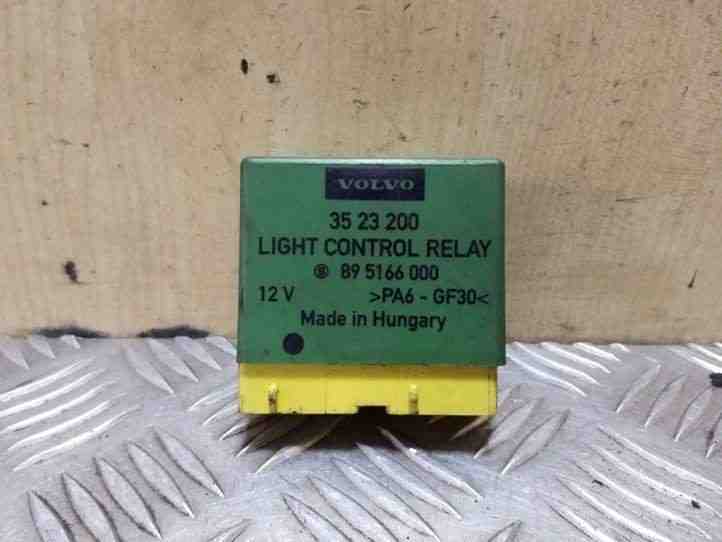 VOLVO
35 23 200
LIGHT CONTROL RELAY
Ⓢ 89 5166 000
12 V >PA6 - GF30<
Made in Hungary